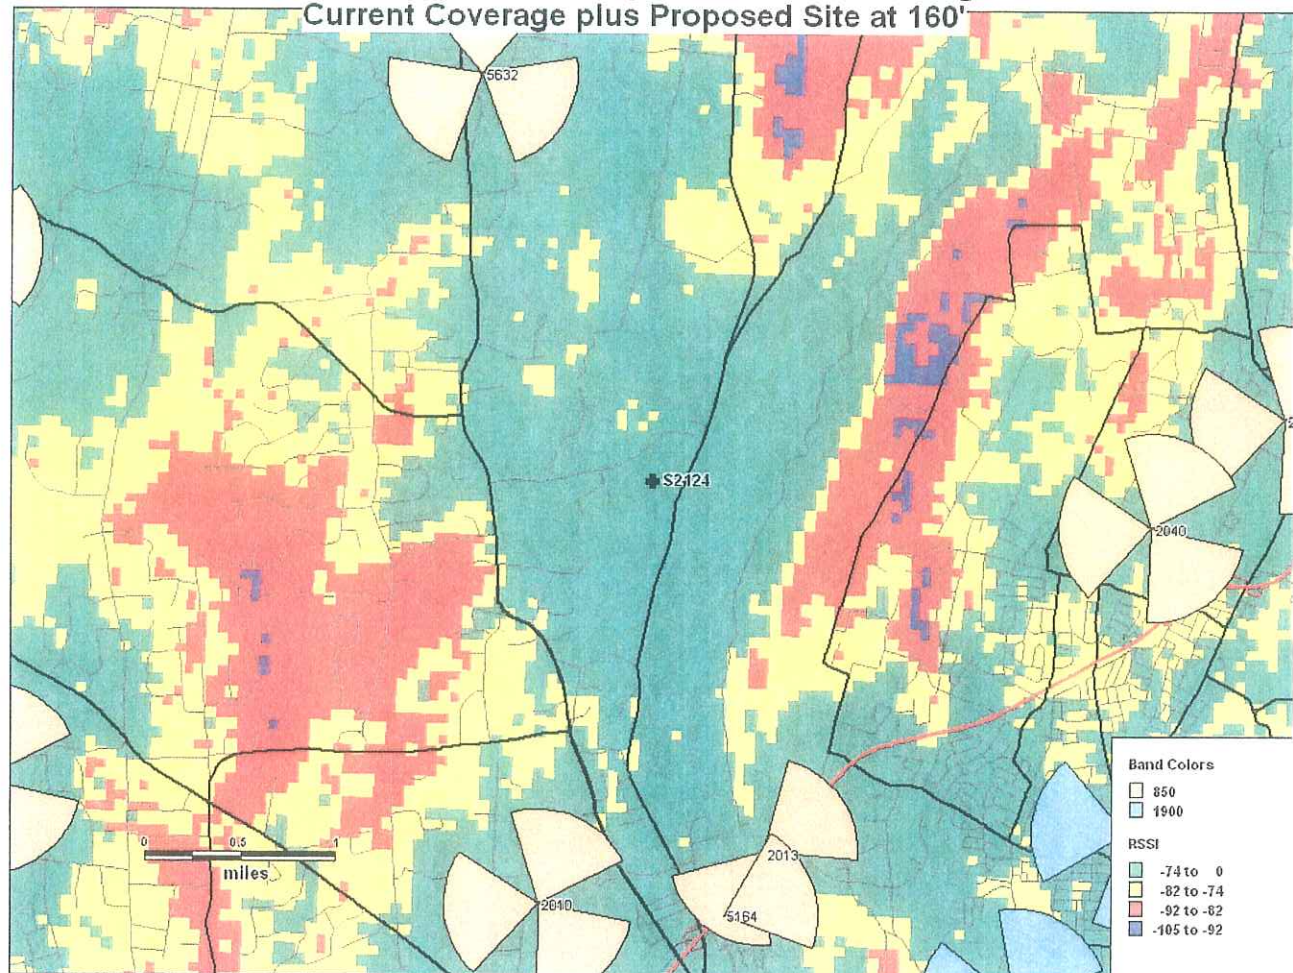 Current Coverage plus Proposed Site at 160'
5632
S2124
2040
2013
5164
2010
0 0.5 1
miles
Band Colors
850
1900
RSSI
-74 to 0
-82 to -74
-92 to -82
-105 to -92